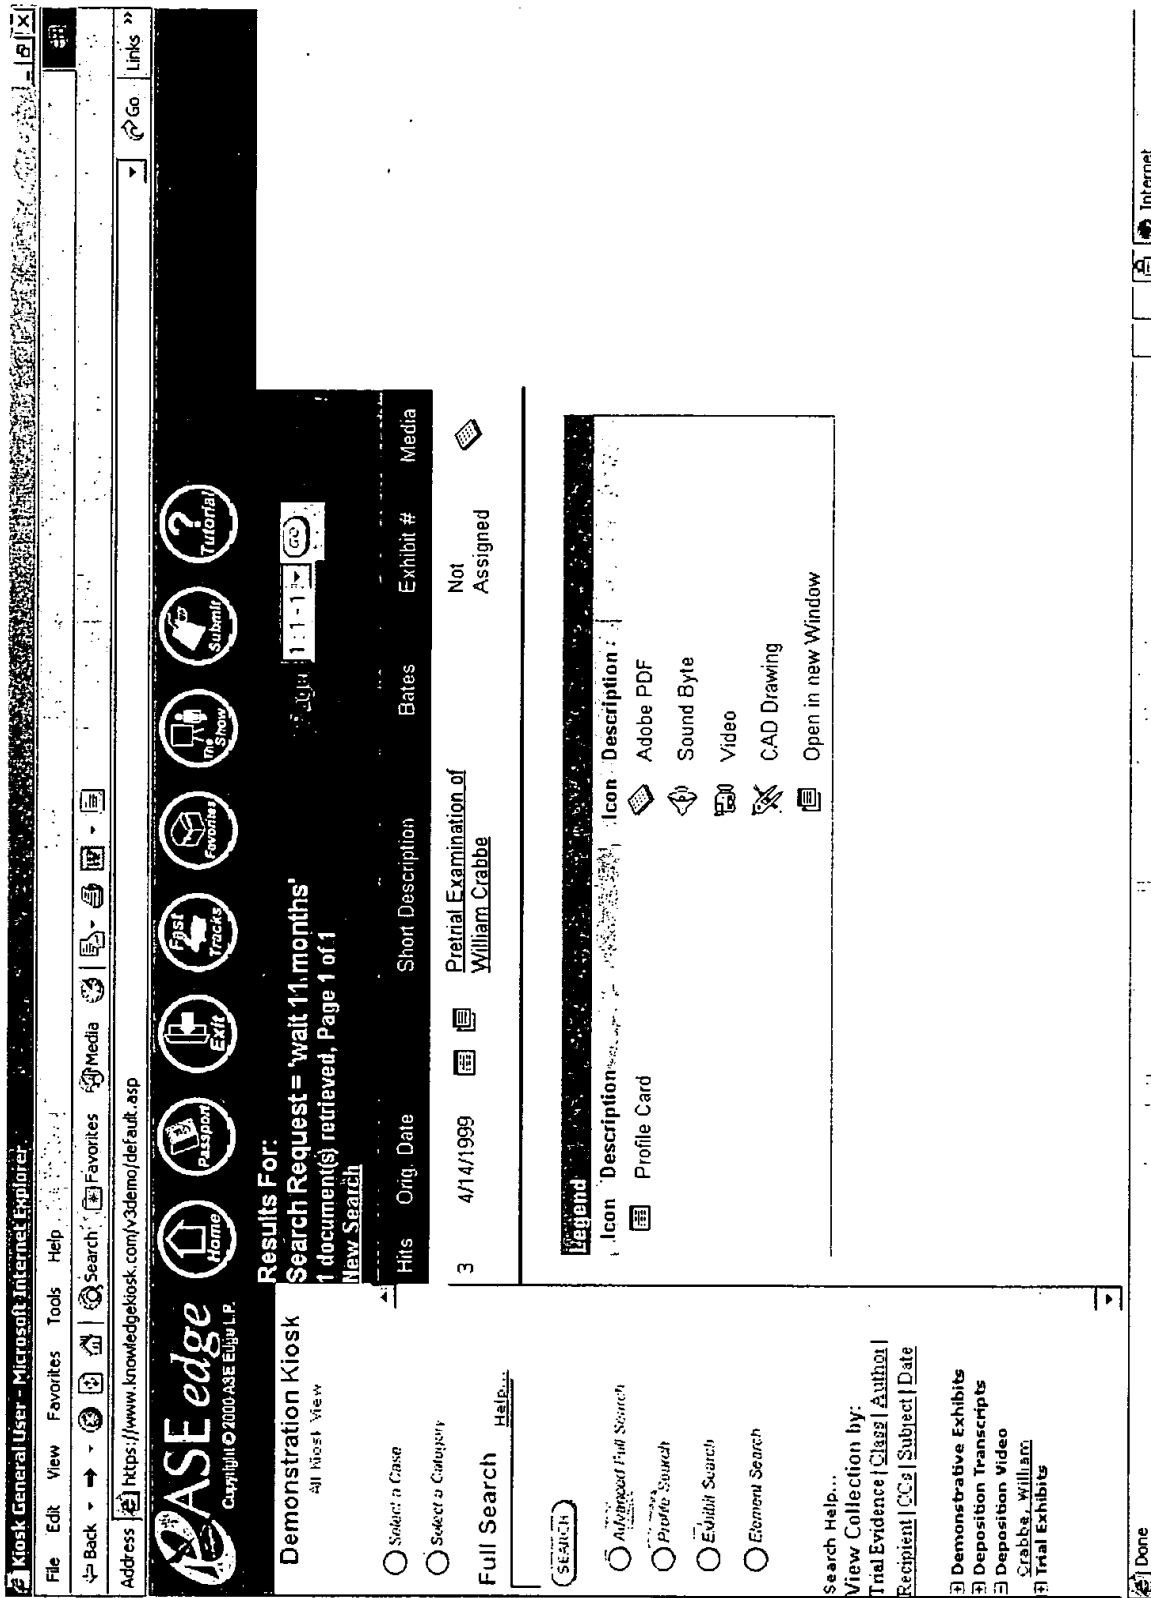 Kiosk General User - Microsoft Internet Explorer
File Edit View Favorites Tools Help
Back Search Favorites Media
Address https://www.knowledgekiosk.com/v3demo/default.asp Go Links »
CASE edge
Copyright © 2000 CASE Edge L.P.
Home
Passport
Exit
Fast Tracks
Favorites
The Show
Submit
Tutorial
Demonstration Kiosk
All Kiosk View
Select a Case
Select a Category
Full Search Help...
SEARCH
Advanced Full Search
Profile Search
Exhibit Search
Element Search
Search Help...
View Collection by:
Trial Evidence | Class | Author |
Recipient | CCs | Subject | Date
Demonstrative Exhibits
Deposition Transcripts
Deposition Video
Crabbe, William
Trial Exhibits
Results For:
Search Request = 'wait 11 months'
1 document(s) retrieved, Page 1 of 1
New Search
Page 1: 1 - 1 GO
Hits Orig. Date Short Description Bates Exhibit # Media
3 4/14/1999 Pretrial Examination of Not
William Crabbe Assigned
Legend
Icon Description Icon Description
Profile Card Adobe PDF
Sound Byte
Video
CAD Drawing
Open in new Window
Done Internet